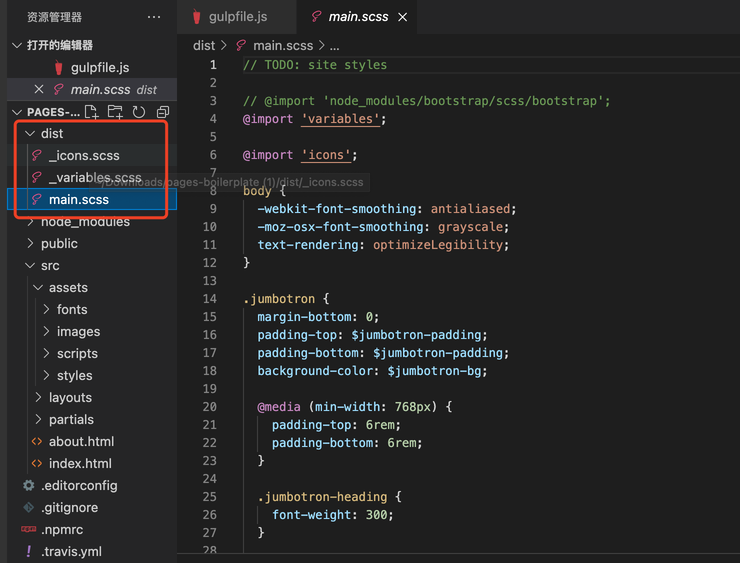 资源管理器
···
打开的编辑器
gulpfile.js
main.scss dist
PAGES-...
dist
_icons.scss
_variables.scss
main.scss
node_modules
public
src
assets
fonts
images
scripts
styles
layouts
partials
about.html
index.html
.editorconfig
.gitignore
.npmrc
.travis.yml
gulpfile.js
main.scss
dist > main.scss > ...
1 // TODO: site styles
2
3 // @import 'node_modules/bootstrap/scss/bootstrap';
4 @import 'variables';
5
6 @import 'icons';
7
~/Downloads/pages-boilerplate (1)/dist/_icons.scss
8 body {
9 -webkit-font-smoothing: antialiased;
10 -moz-osx-font-smoothing: grayscale;
11 text-rendering: optimizeLegibility;
12 }
13
14 .jumbotron {
15 margin-bottom: 0;
16 padding-top: $jumbotron-padding;
17 padding-bottom: $jumbotron-padding;
18 background-color: $jumbotron-bg;
19
20 @media (min-width: 768px) {
21 padding-top: 6rem;
22 padding-bottom: 6rem;
23 }
24
25 .jumbotron-heading {
26 font-weight: 300;
27 }
28